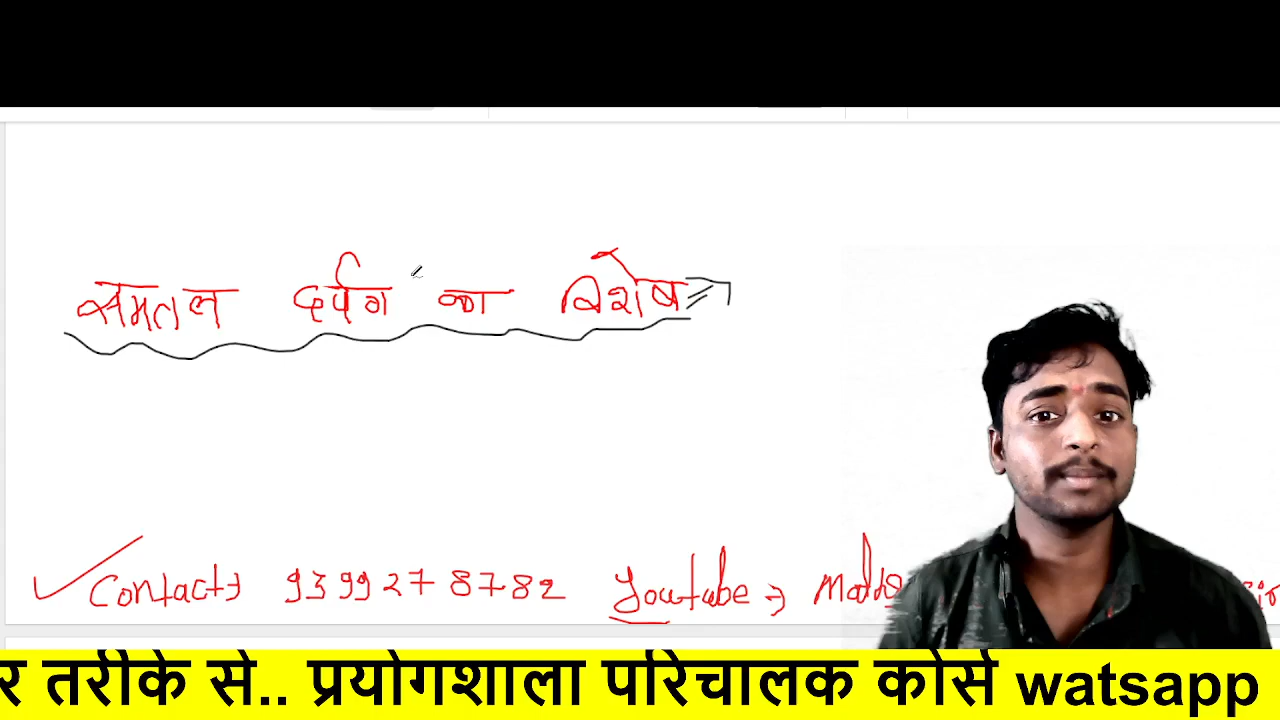 समतल दर्पण का विशेष
Contact → 9399278782 Youtube →
र तरीके से.. प्रयोगशाला परिचालक कोर्स watsapp